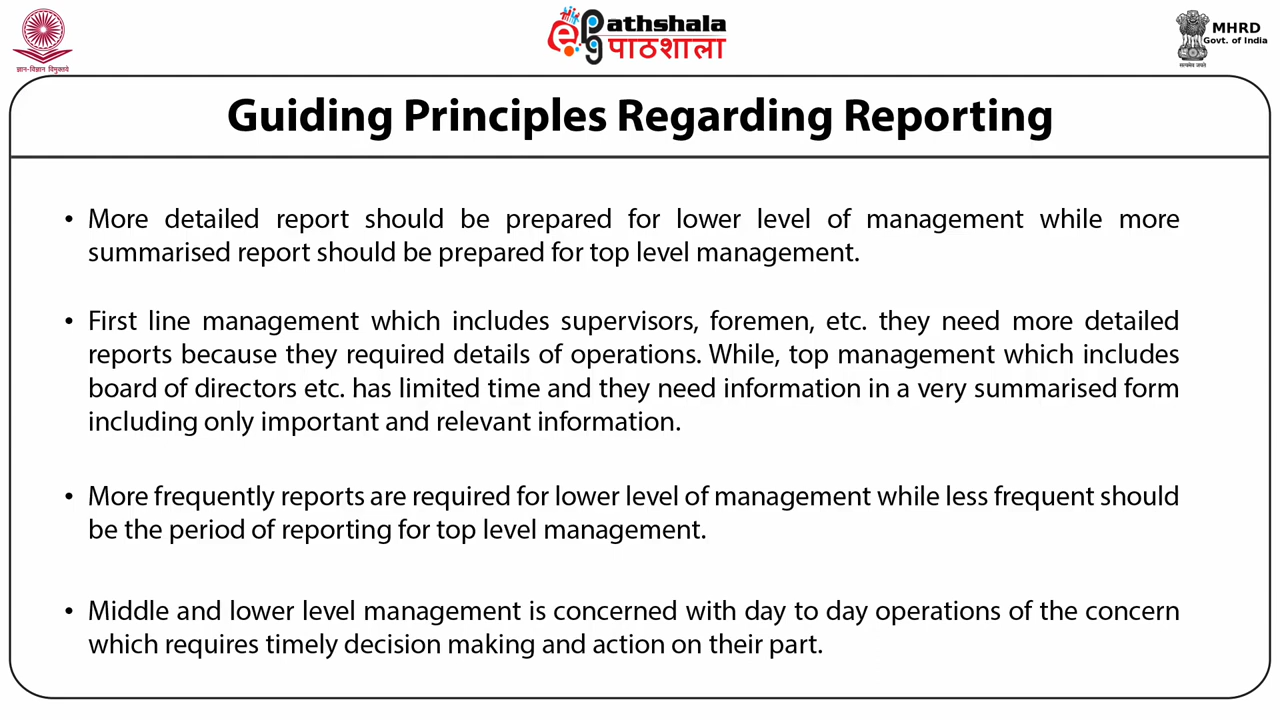 ज्ञान-विज्ञान विमुक्तये
ePathshala
पाठशाला
सत्यमेव जयते
MHRD
Govt. of India
Guiding Principles Regarding Reporting
• More detailed report should be prepared for lower level of management while more
summarised report should be prepared for top level management.
• First line management which includes supervisors, foremen, etc. they need more detailed
reports because they required details of operations. While, top management which includes
board of directors etc. has limited time and they need information in a very summarised form
including only important and relevant information.
• More frequently reports are required for lower level of management while less frequent should
be the period of reporting for top level management.
• Middle and lower level management is concerned with day to day operations of the concern
which requires timely decision making and action on their part.